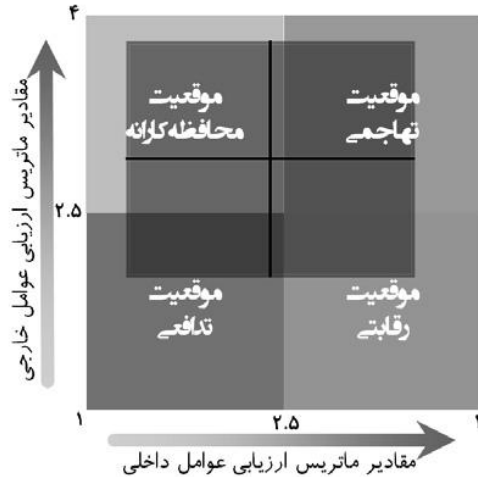 ۴
موقعیت
محافظه‌کارانه
موقعیت
تهاجمی
مقادیر ماتریس ارزیابی عوامل خارجی
۲.۵
موقعیت
تدافعی
موقعیت
رقابتی
۱
۲.۵
مقادیر ماتریس ارزیابی عوامل داخلی